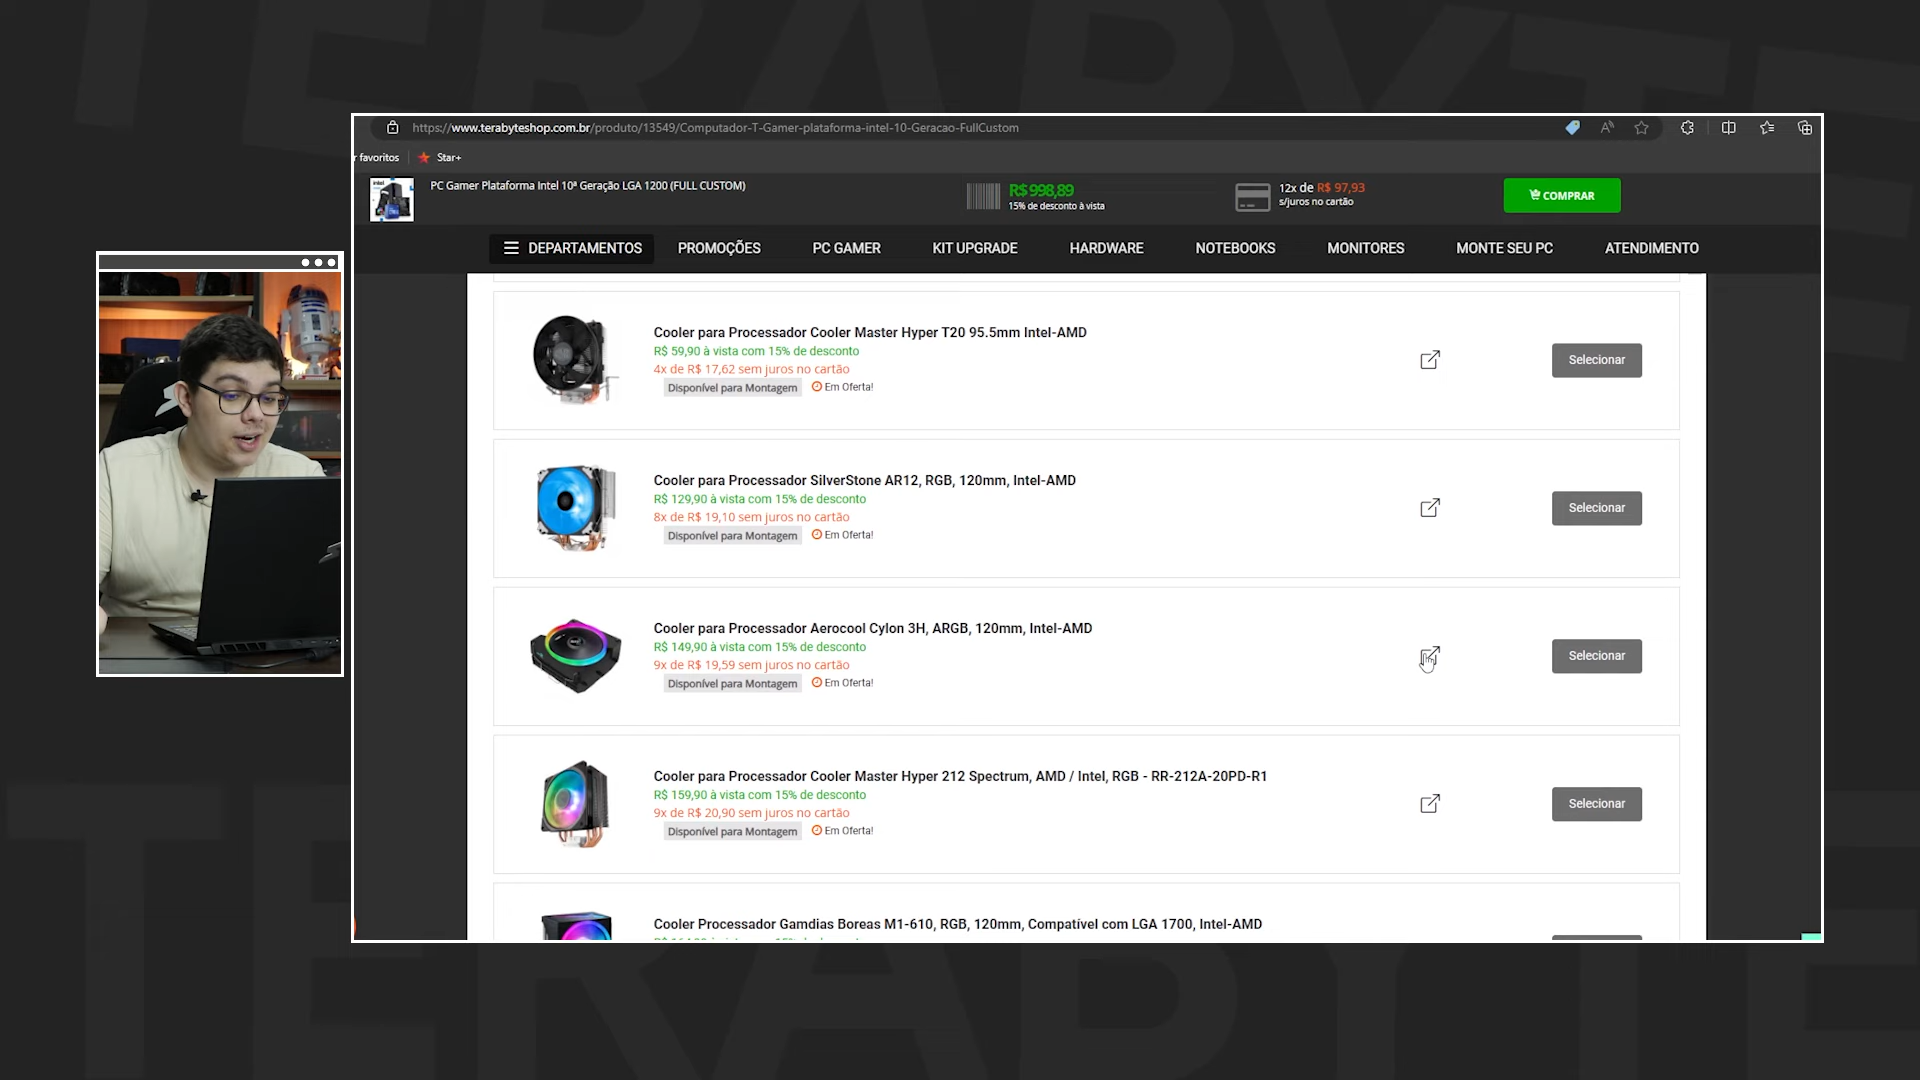 TERABYTE
https://www.terabyteshop.com.br/produto/13549/Computador-T-Gamer-plataforma-intel-10-Geracao-FullCustom
r favoritos
Star+
PC Gamer Plataforma Intel 10ª Geração LGA 1200 (FULL CUSTOM)
R$ 998,89
15% de desconto à vista
12x de R$ 97,93
s/juros no cartão
COMPRAR
DEPARTAMENTOS PROMOÇÕES PC GAMER KIT UPGRADE HARDWARE NOTEBOOKS MONITORES MONTE SEU PC ATENDIMENTO
Cooler para Processador Cooler Master Hyper T20 95.5mm Intel-AMD
R$ 59,90 à vista com 15% de desconto
4x de R$ 17,62 sem juros no cartão
Disponível para Montagem Em Oferta!
Selecionar
Cooler para Processador SilverStone AR12, RGB, 120mm, Intel-AMD
R$ 129,90 à vista com 15% de desconto
8x de R$ 19,10 sem juros no cartão
Disponível para Montagem Em Oferta!
Selecionar
Cooler para Processador Aerocool Cylon 3H, ARGB, 120mm, Intel-AMD
R$ 149,90 à vista com 15% de desconto
9x de R$ 19,59 sem juros no cartão
Disponível para Montagem Em Oferta!
Selecionar
Cooler para Processador Cooler Master Hyper 212 Spectrum, AMD / Intel, RGB - RR-212A-20PD-R1
R$ 159,90 à vista com 15% de desconto
9x de R$ 20,90 sem juros no cartão
Disponível para Montagem Em Oferta!
Selecionar
Cooler Processador Gamdias Boreas M1-610, RGB, 120mm, Compatível com LGA 1700, Intel-AMD
TERABYTE